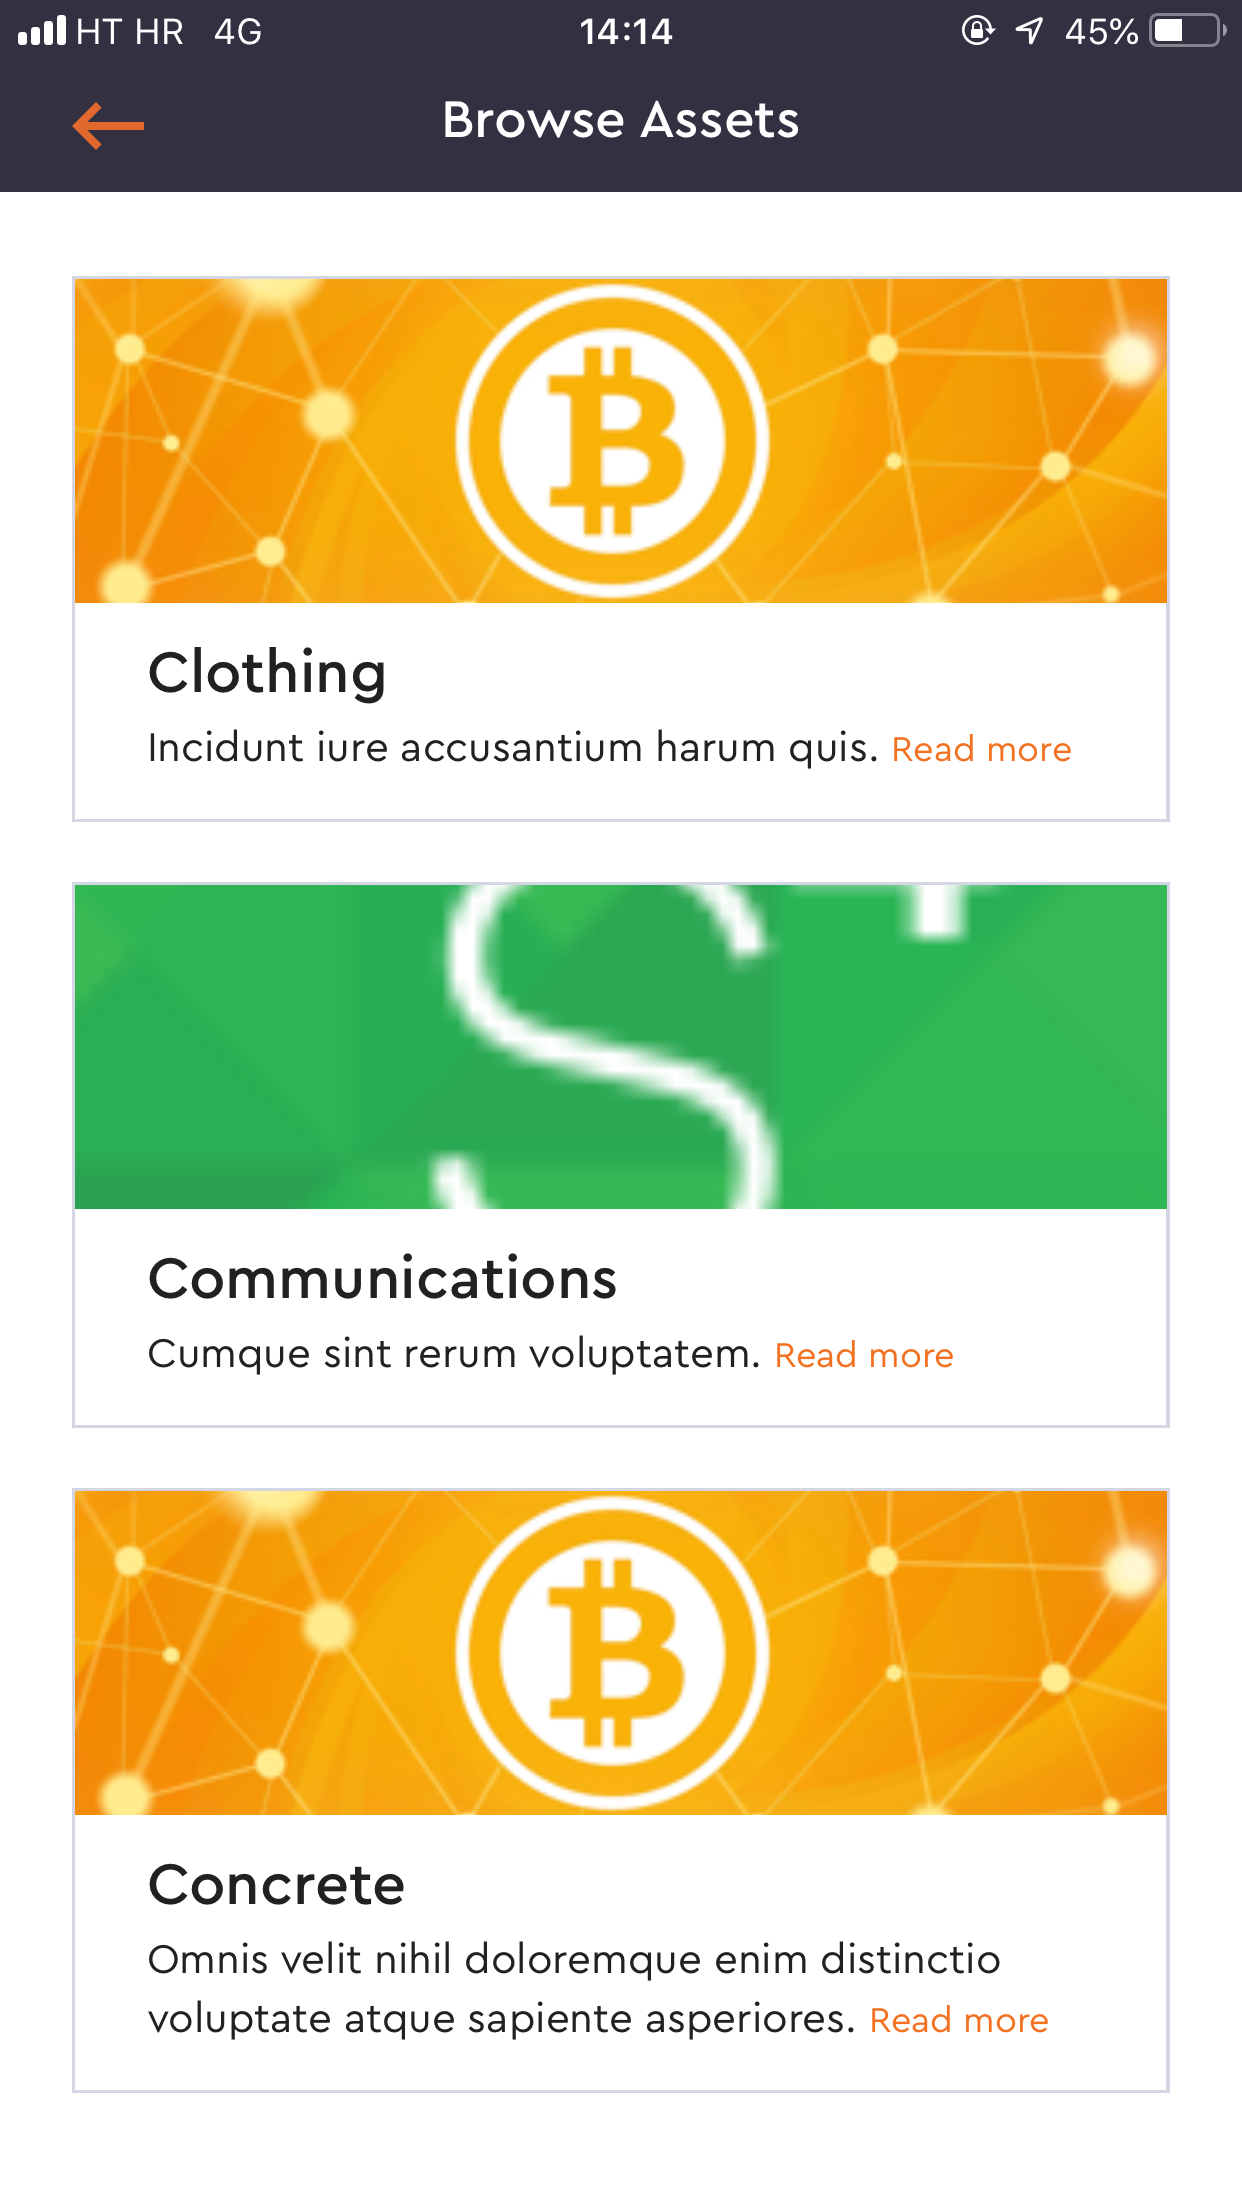 HT HR 4G 14:14 45%
Browse Assets
Clothing
Incidunt iure accusantium harum quis. Read more
S
Communications
Cumque sint rerum voluptatem. Read more
Concrete
Omnis velit nihil doloremque enim distinctio
voluptate atque sapiente asperiores. Read more